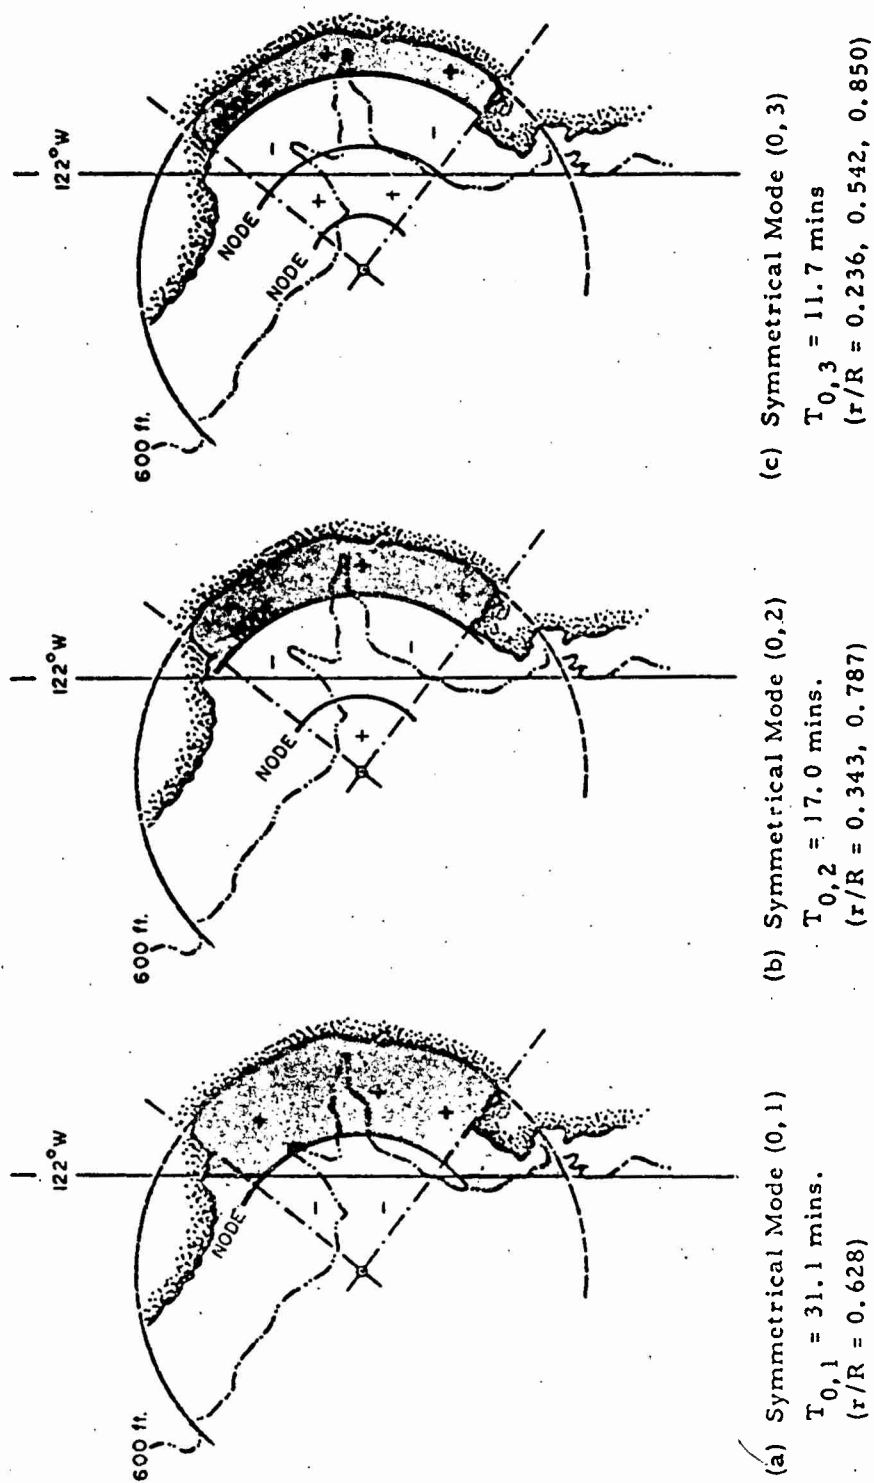 122°W
600 ft.
NODE
+
+
+
-
-
(a) Symmetrical Mode (0, 1)
T0, 1 = 31.1 mins.
(r/R = 0.628)
122°W
600 ft.
NODE
+
+
+
-
-
(b) Symmetrical Mode (0, 2)
T0, 2 = 17.0 mins.
(r/R = 0.343, 0.787)
122°W
600 ft.
NODE
NODE
+
+
+
+
+
-
-
(c) Symmetrical Mode (0, 3)
T0, 3 = 11.7 mins
(r/R = 0.236, 0.542, 0.850)